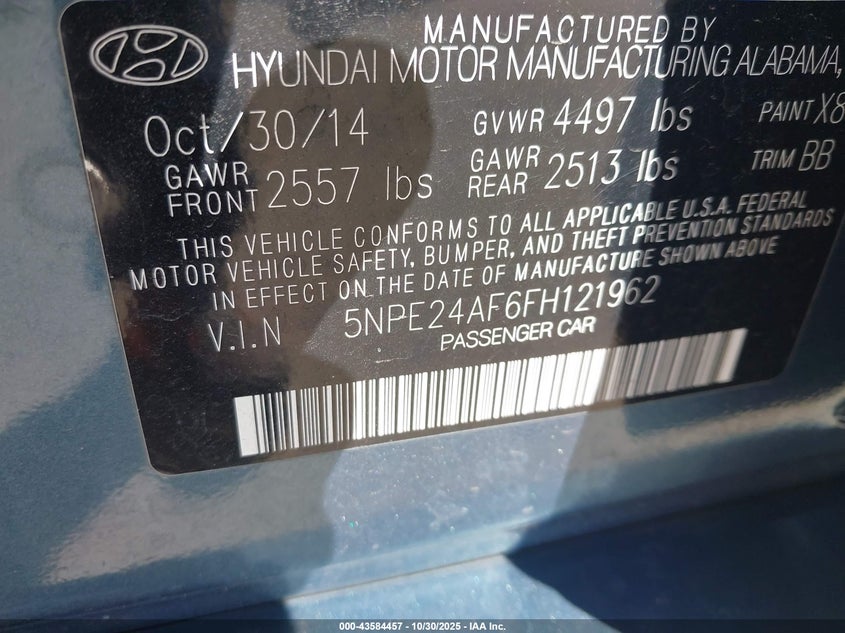 MANUFACTURED BY
HYUNDAI MOTOR MANUFACTURING ALABAMA,
Oct/30/14 GVWR 4497 lbs PAINT X8
GAWR FRONT 2557 lbs GAWR REAR 2513 lbs TRIM BB
THIS VEHICLE CONFORMS TO ALL APPLICABLE U.S.A. FEDERAL
MOTOR VEHICLE SAFETY, BUMPER, AND THEFT PREVENTION STANDARDS
IN EFFECT ON THE DATE OF MANUFACTURE SHOWN ABOVE
V.I.N 5NPE24AF6FH121962
PASSENGER CAR
000-43584457 - 10/30/2025 - IAA Inc.